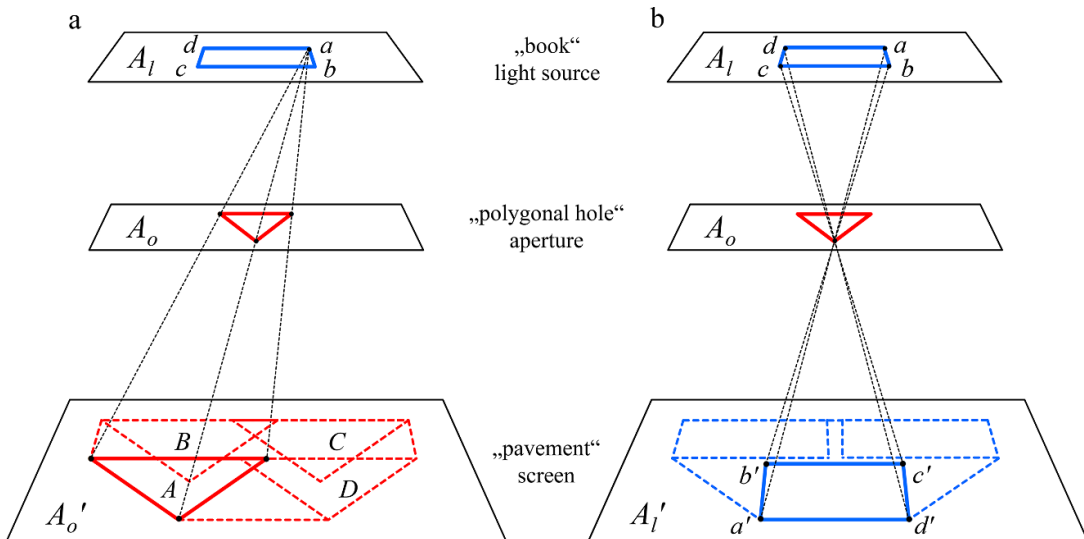 a
b
d
a
c
b
A_l
„book“
light source
d
a
c
b
A_l
A_o
„polygonal hole“
aperture
A_o
B
C
A
D
A_o'
„pavement“
screen
b'
c'
a'
d'
A_l'